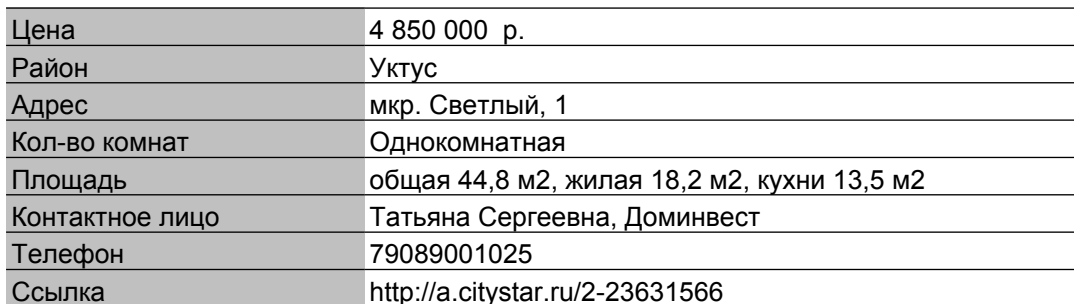 Цена 4 850 000 р.
Район Уктус
Адрес мкр. Светлый, 1
Кол-во комнат Однокомнатная
Площадь общая 44,8 м2, жилая 18,2 м2, кухни 13,5 м2
Контактное лицо Татьяна Сергеевна, Доминвест
Телефон 79089001025
Ссылка http://a.citystar.ru/2-23631566